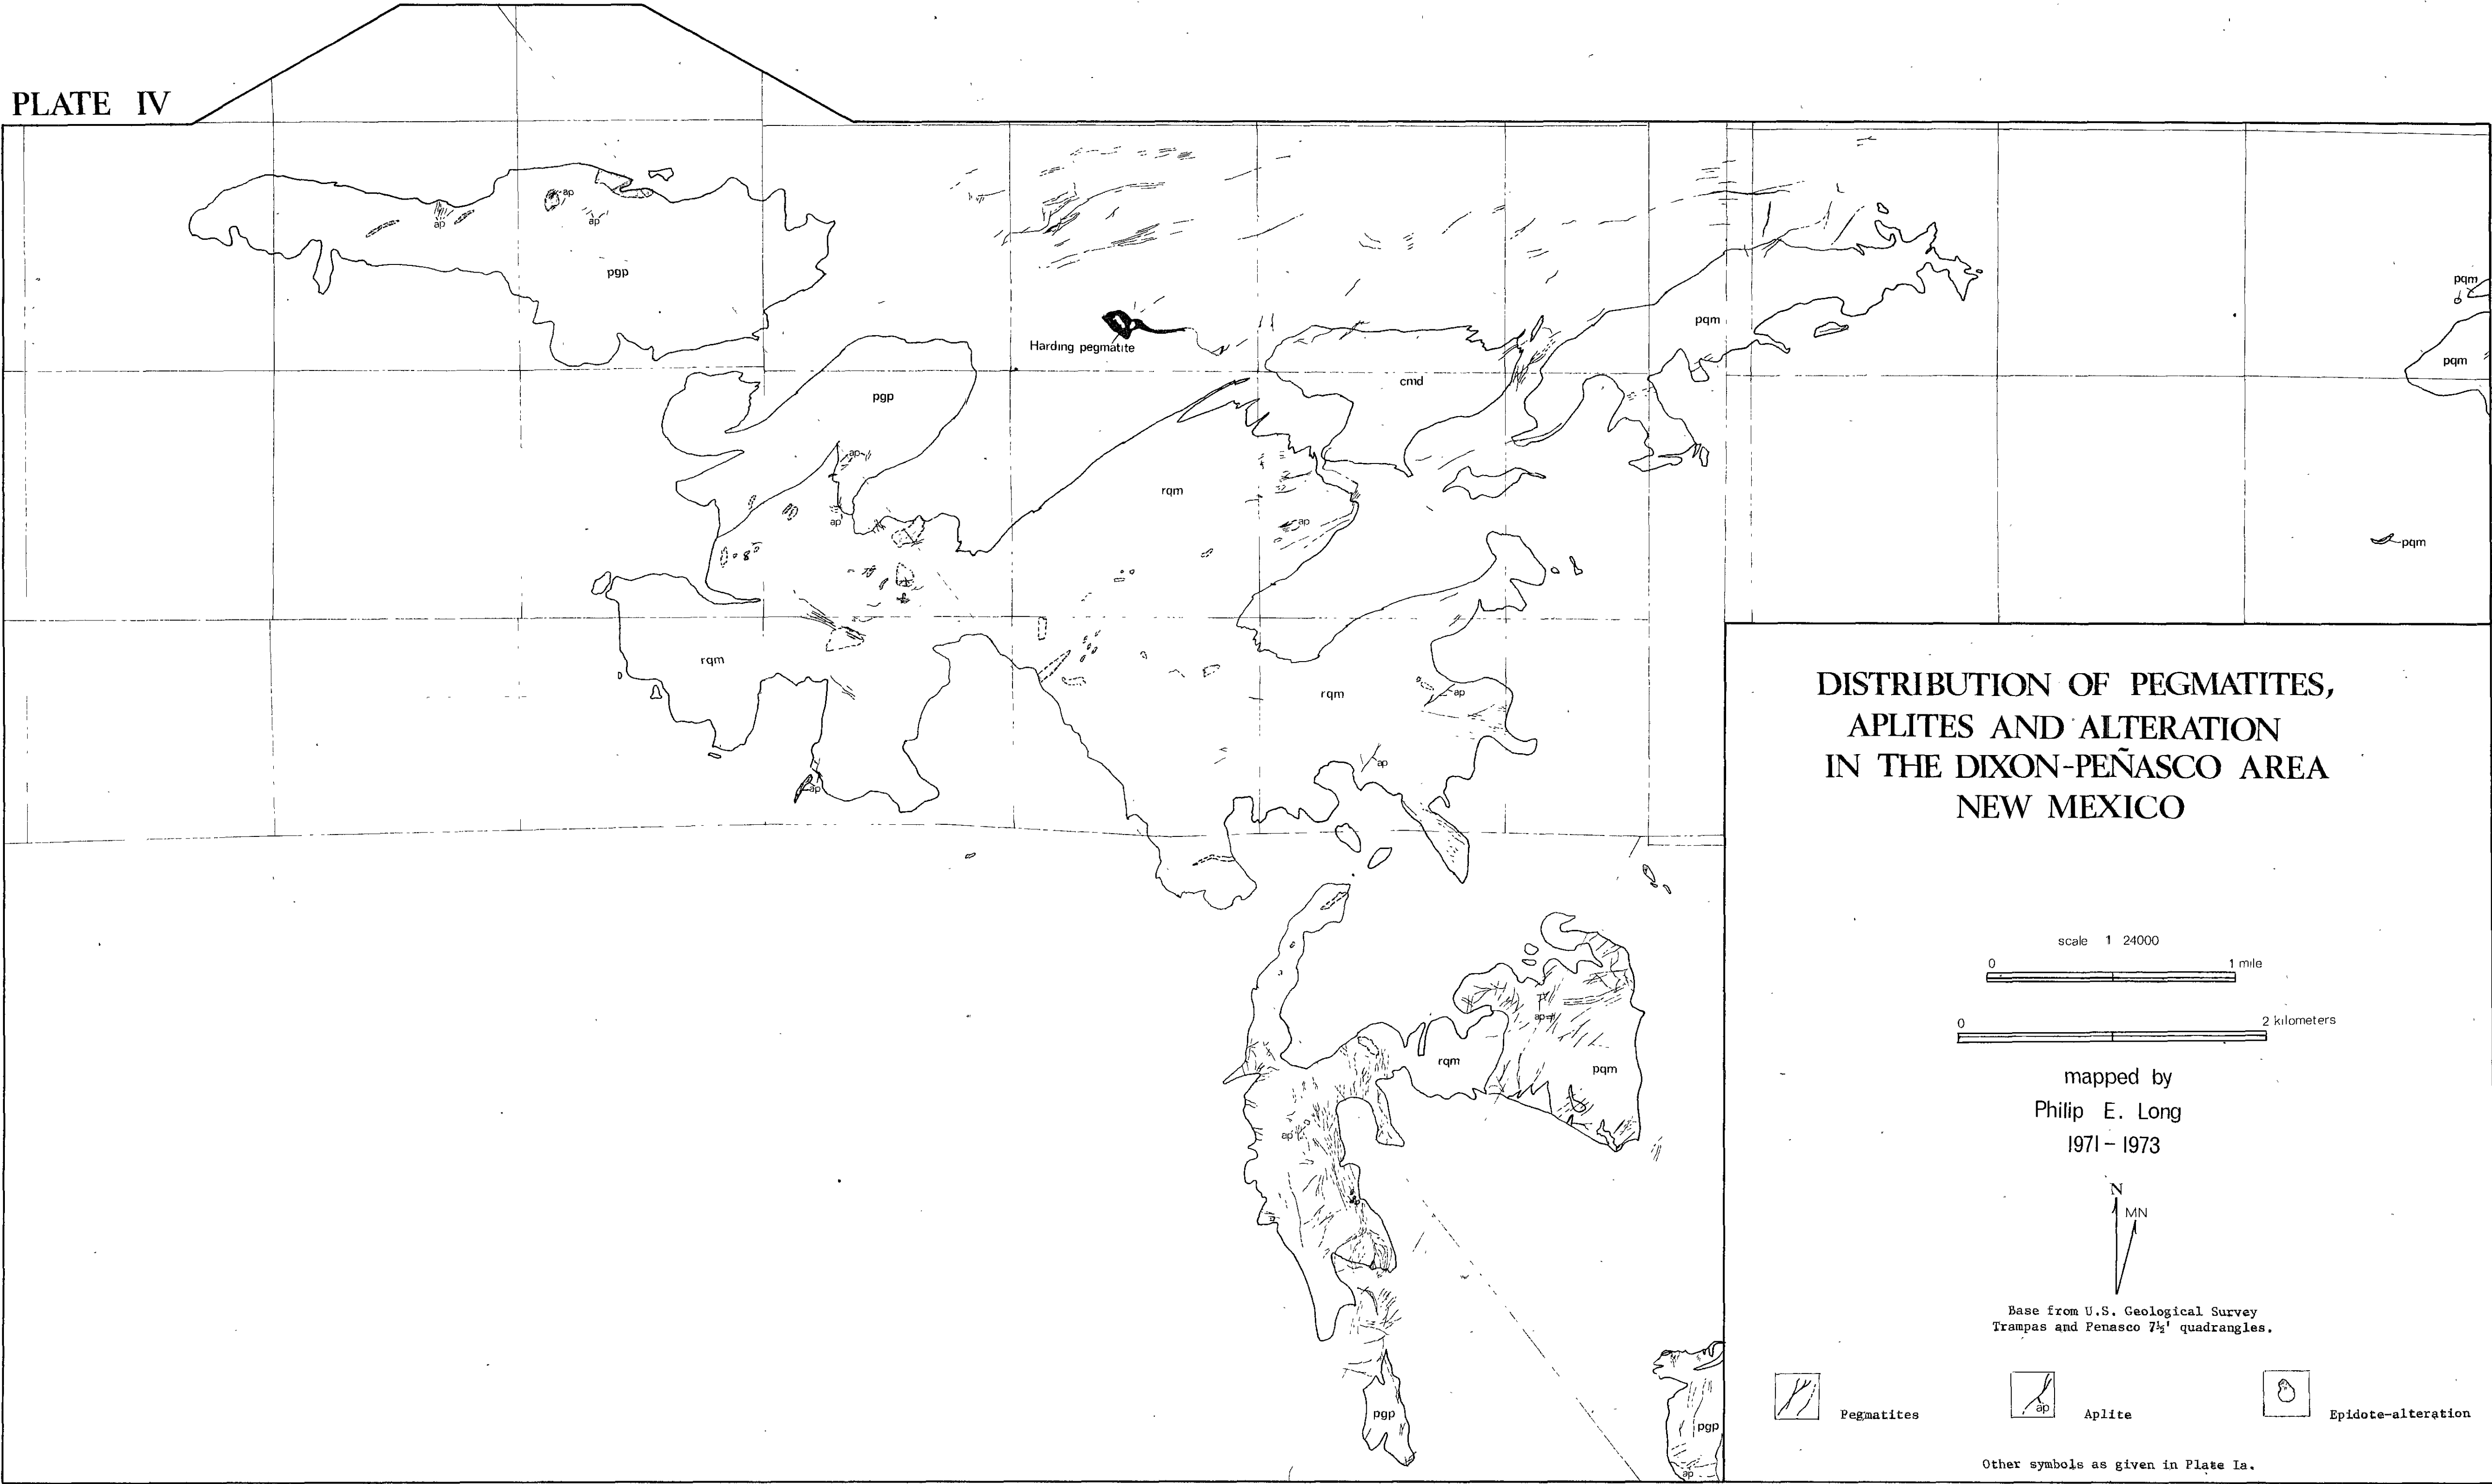 PLATE IV
ap
ap
ap
pgp
pqm
pqm
Harding pegmatite
pqm
cmd
pgp
ap
rqm
ap
ap
pqm
rqm
rqm
ap
ap
ap
DISTRIBUTION OF PEGMATITES,
APLITES AND ALTERATION
IN THE DIXON-PEÑASCO AREA
NEW MEXICO
scale 1 24000
0 1 mile
0 2 kilometers
ap
rqm
pqm
ap
mapped by
Philip E. Long
1971 – 1973
N
MN
Base from U.S. Geological Survey
Trampas and Penasco 7½' quadrangles.
pgp
pgp
ap
ap
Pegmatites
Aplite
Epidote-alteration
Other symbols as given in Plate Ia.